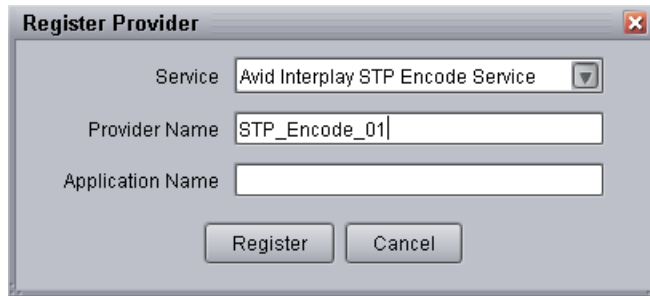 Register Provider
Service Avid Interplay STP Encode Service
Provider Name STP_Encode_01
Application Name
Register Cancel